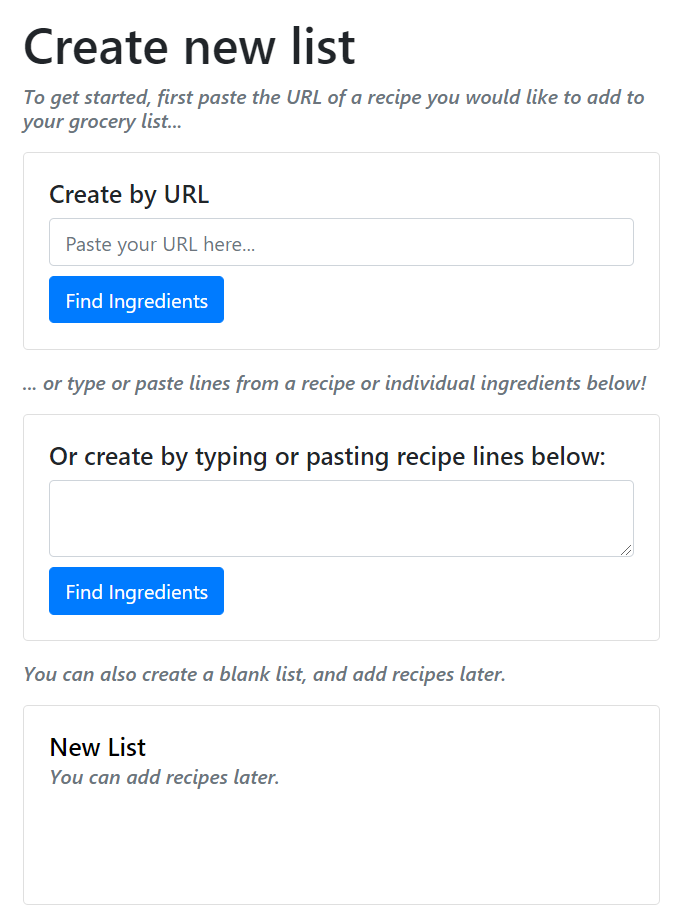 Create new list
To get started, first paste the URL of a recipe you would like to add to
your grocery list...
Create by URL
Paste your URL here...
Find Ingredients
... or type or paste lines from a recipe or individual ingredients below!
Or create by typing or pasting recipe lines below:
Find Ingredients
You can also create a blank list, and add recipes later.
New List
You can add recipes later.